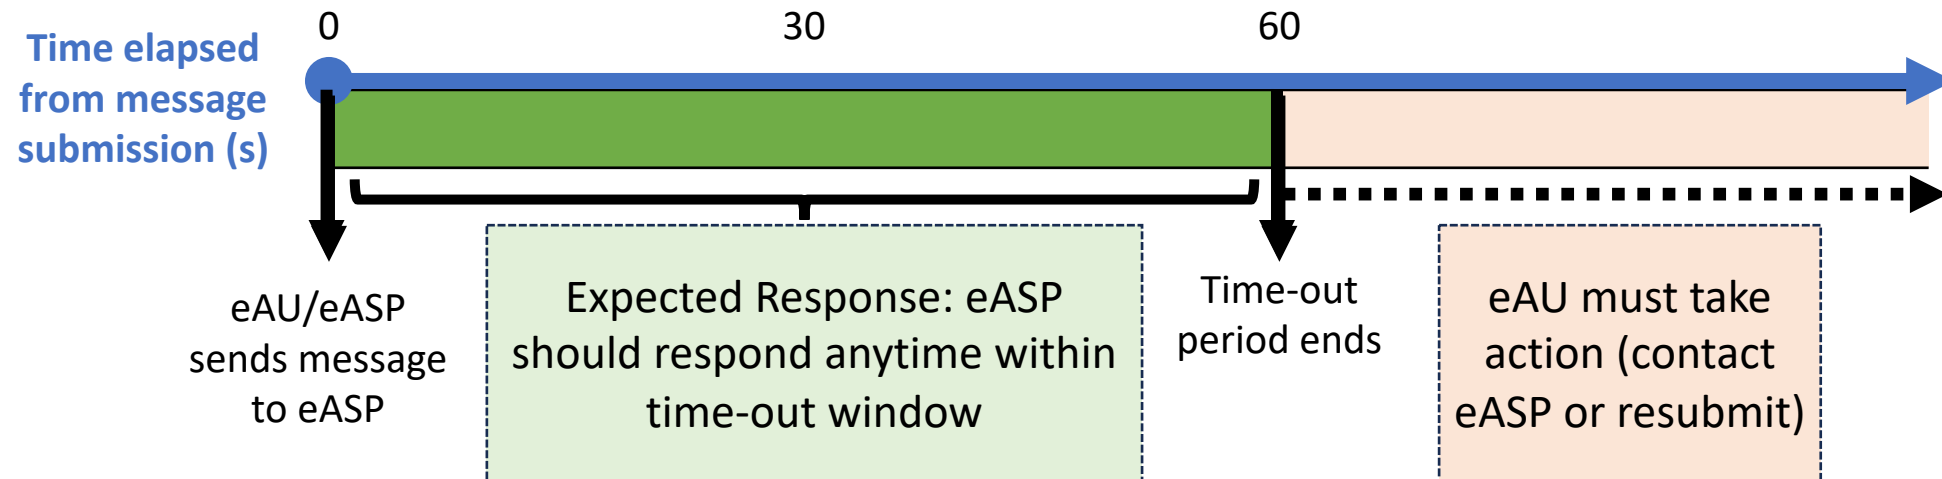 0
30
60
Time elapsed
from message
submission (s)
eAU/eASP
sends message
to eASP
Expected Response: eASP
should respond anytime within
time-out window
Time-out
period ends
eAU must take
action (contact
eASP or resubmit)